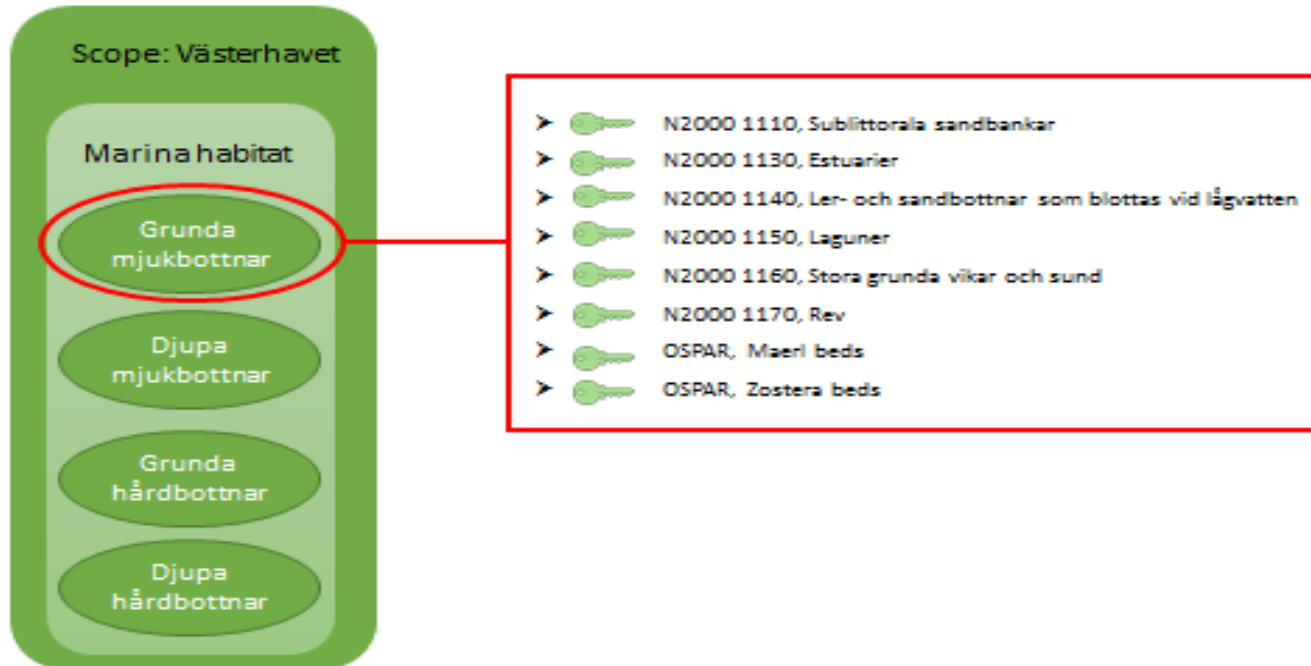 Scope: Västerhavet
Marina habitat
Grunda
mjukbottnar
Djupa
mjukbottnar
Grunda
hårdbottnar
Djupa
hårdbottnar
N2000 1110, Sublittorala sandbankar
N2000 1130, Estuarier
N2000 1140, Ler- och sandbottnar som blottas vid lågvatten
N2000 1150, Laguner
N2000 1160, Stora grunda vikar och sund
N2000 1170, Rev
OSPAR, Maerl beds
OSPAR, Zostera beds